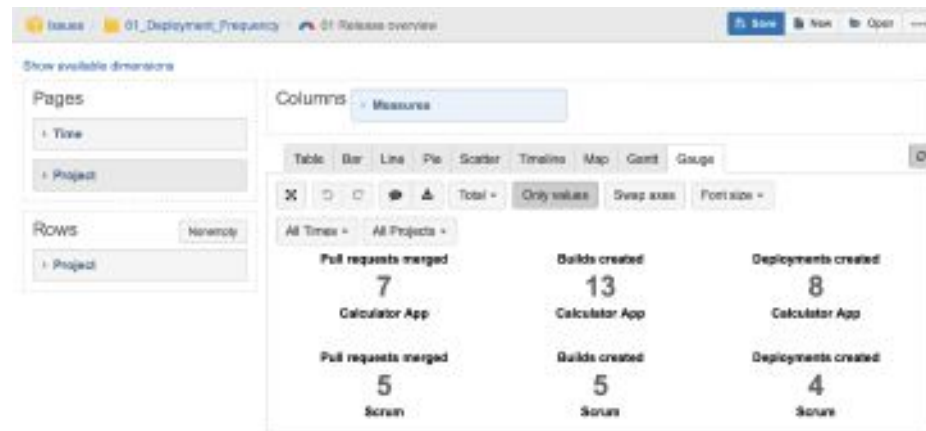 Issues 01_Deployment_Frequency 01 Release overview
Save New Open
Show available dimensions
Pages
Time
Project
Rows Nonempty
Project
Columns Measures
Table Bar Line Pie Scatter Timeline Map Gantt Gauge
Total Only values Swap axes Font size
All Times All Projects
Pull requests merged Builds created Deployments created
7 13 8
Calculator App Calculator App Calculator App
Pull requests merged Builds created Deployments created
5 5 4
Scrum Scrum Scrum